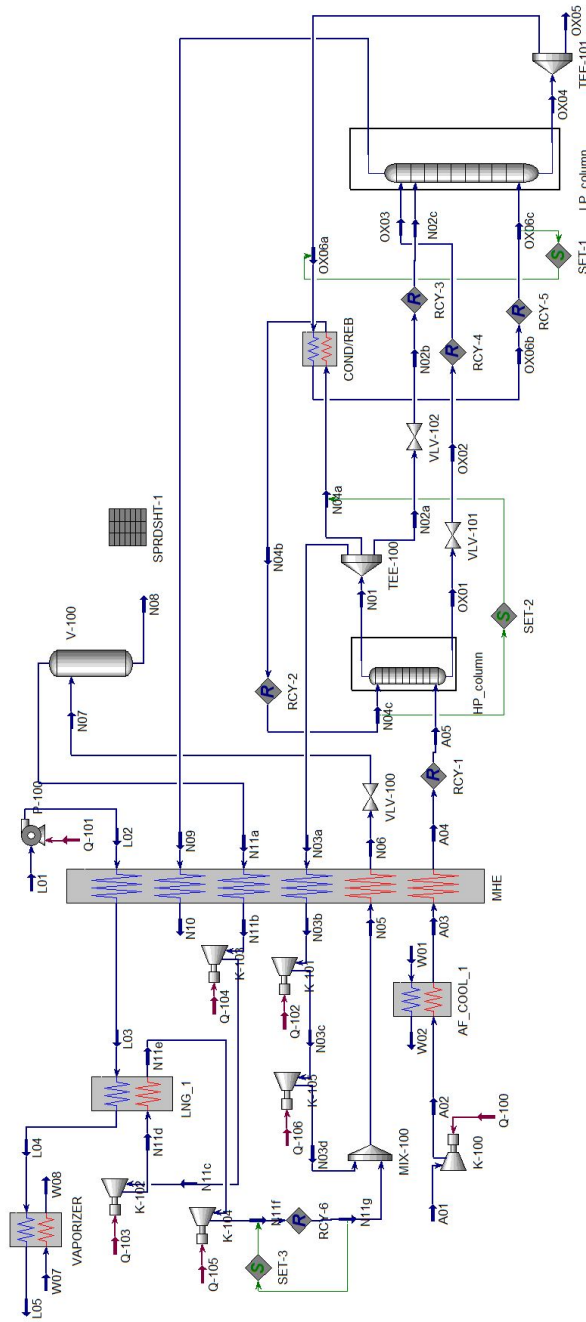 L05
W07
VAPORIZER
W08
L04
L03
LNG_1
N11d
N11e
Q-103
K-102
N11c
Q-105
K-104
N11f
SET-3
S
RCY-6
R
N11g
L01
Q-101
P-100
L02
N10
N09
N11b
N11a
Q-104
K-103
N03b
N03a
Q-102
K-101
N03c
Q-106
K-105
N03d
MIX-100
N05
N06
VLV-100
N07
V-100
N08
SPRDSHT-1
A01
K-100
Q-100
A02
W02
W01
AF_COOL_1
A03
MHE
A04
RCY-1
R
A05
HP_column
N04c
RCY-2
R
N04b
N01
OX01
SET-2
S
TEE-100
N04a
N02a
VLV-101
VLV-102
OX02
N02b
COND/REB
OX06a
RCY-3
R
RCY-4
R
RCY-5
R
OX06b
OX03
N02c
OX06c
SET-1
S
LP_column
OX04
TEE-101
OX05